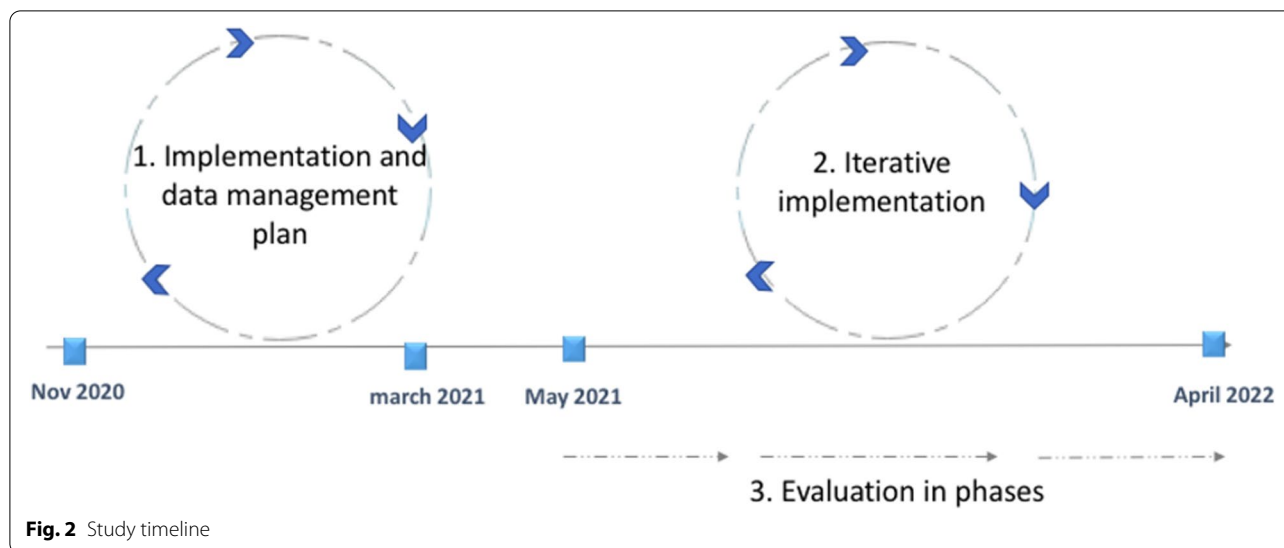 1. Implementation and
data management
plan
2. Iterative
implementation
Nov 2020
march 2021
May 2021
April 2022
3. Evaluation in phases
Fig. 2 Study timeline